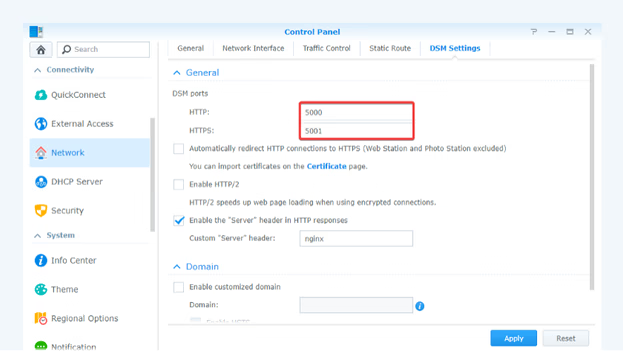 Control Panel
Search
General
Network Interface
Traffic Control
Static Route
DSM Settings
Connectivity
QuickConnect
External Access
Network
DHCP Server
Security
System
Info Center
Theme
Regional Options
Notification
General
DSM ports
HTTP:
5000
HTTPS:
5001
Automatically redirect HTTP connections to HTTPS (Web Station and Photo Station excluded)
You can import certificates on the Certificate page.
Enable HTTP/2
HTTP/2 speeds up web page loading when using encrypted connections.
Enable the "Server" header in HTTP responses
Custom "Server" header:
nginx
Domain
Enable customized domain
Domain:
Apply
Reset